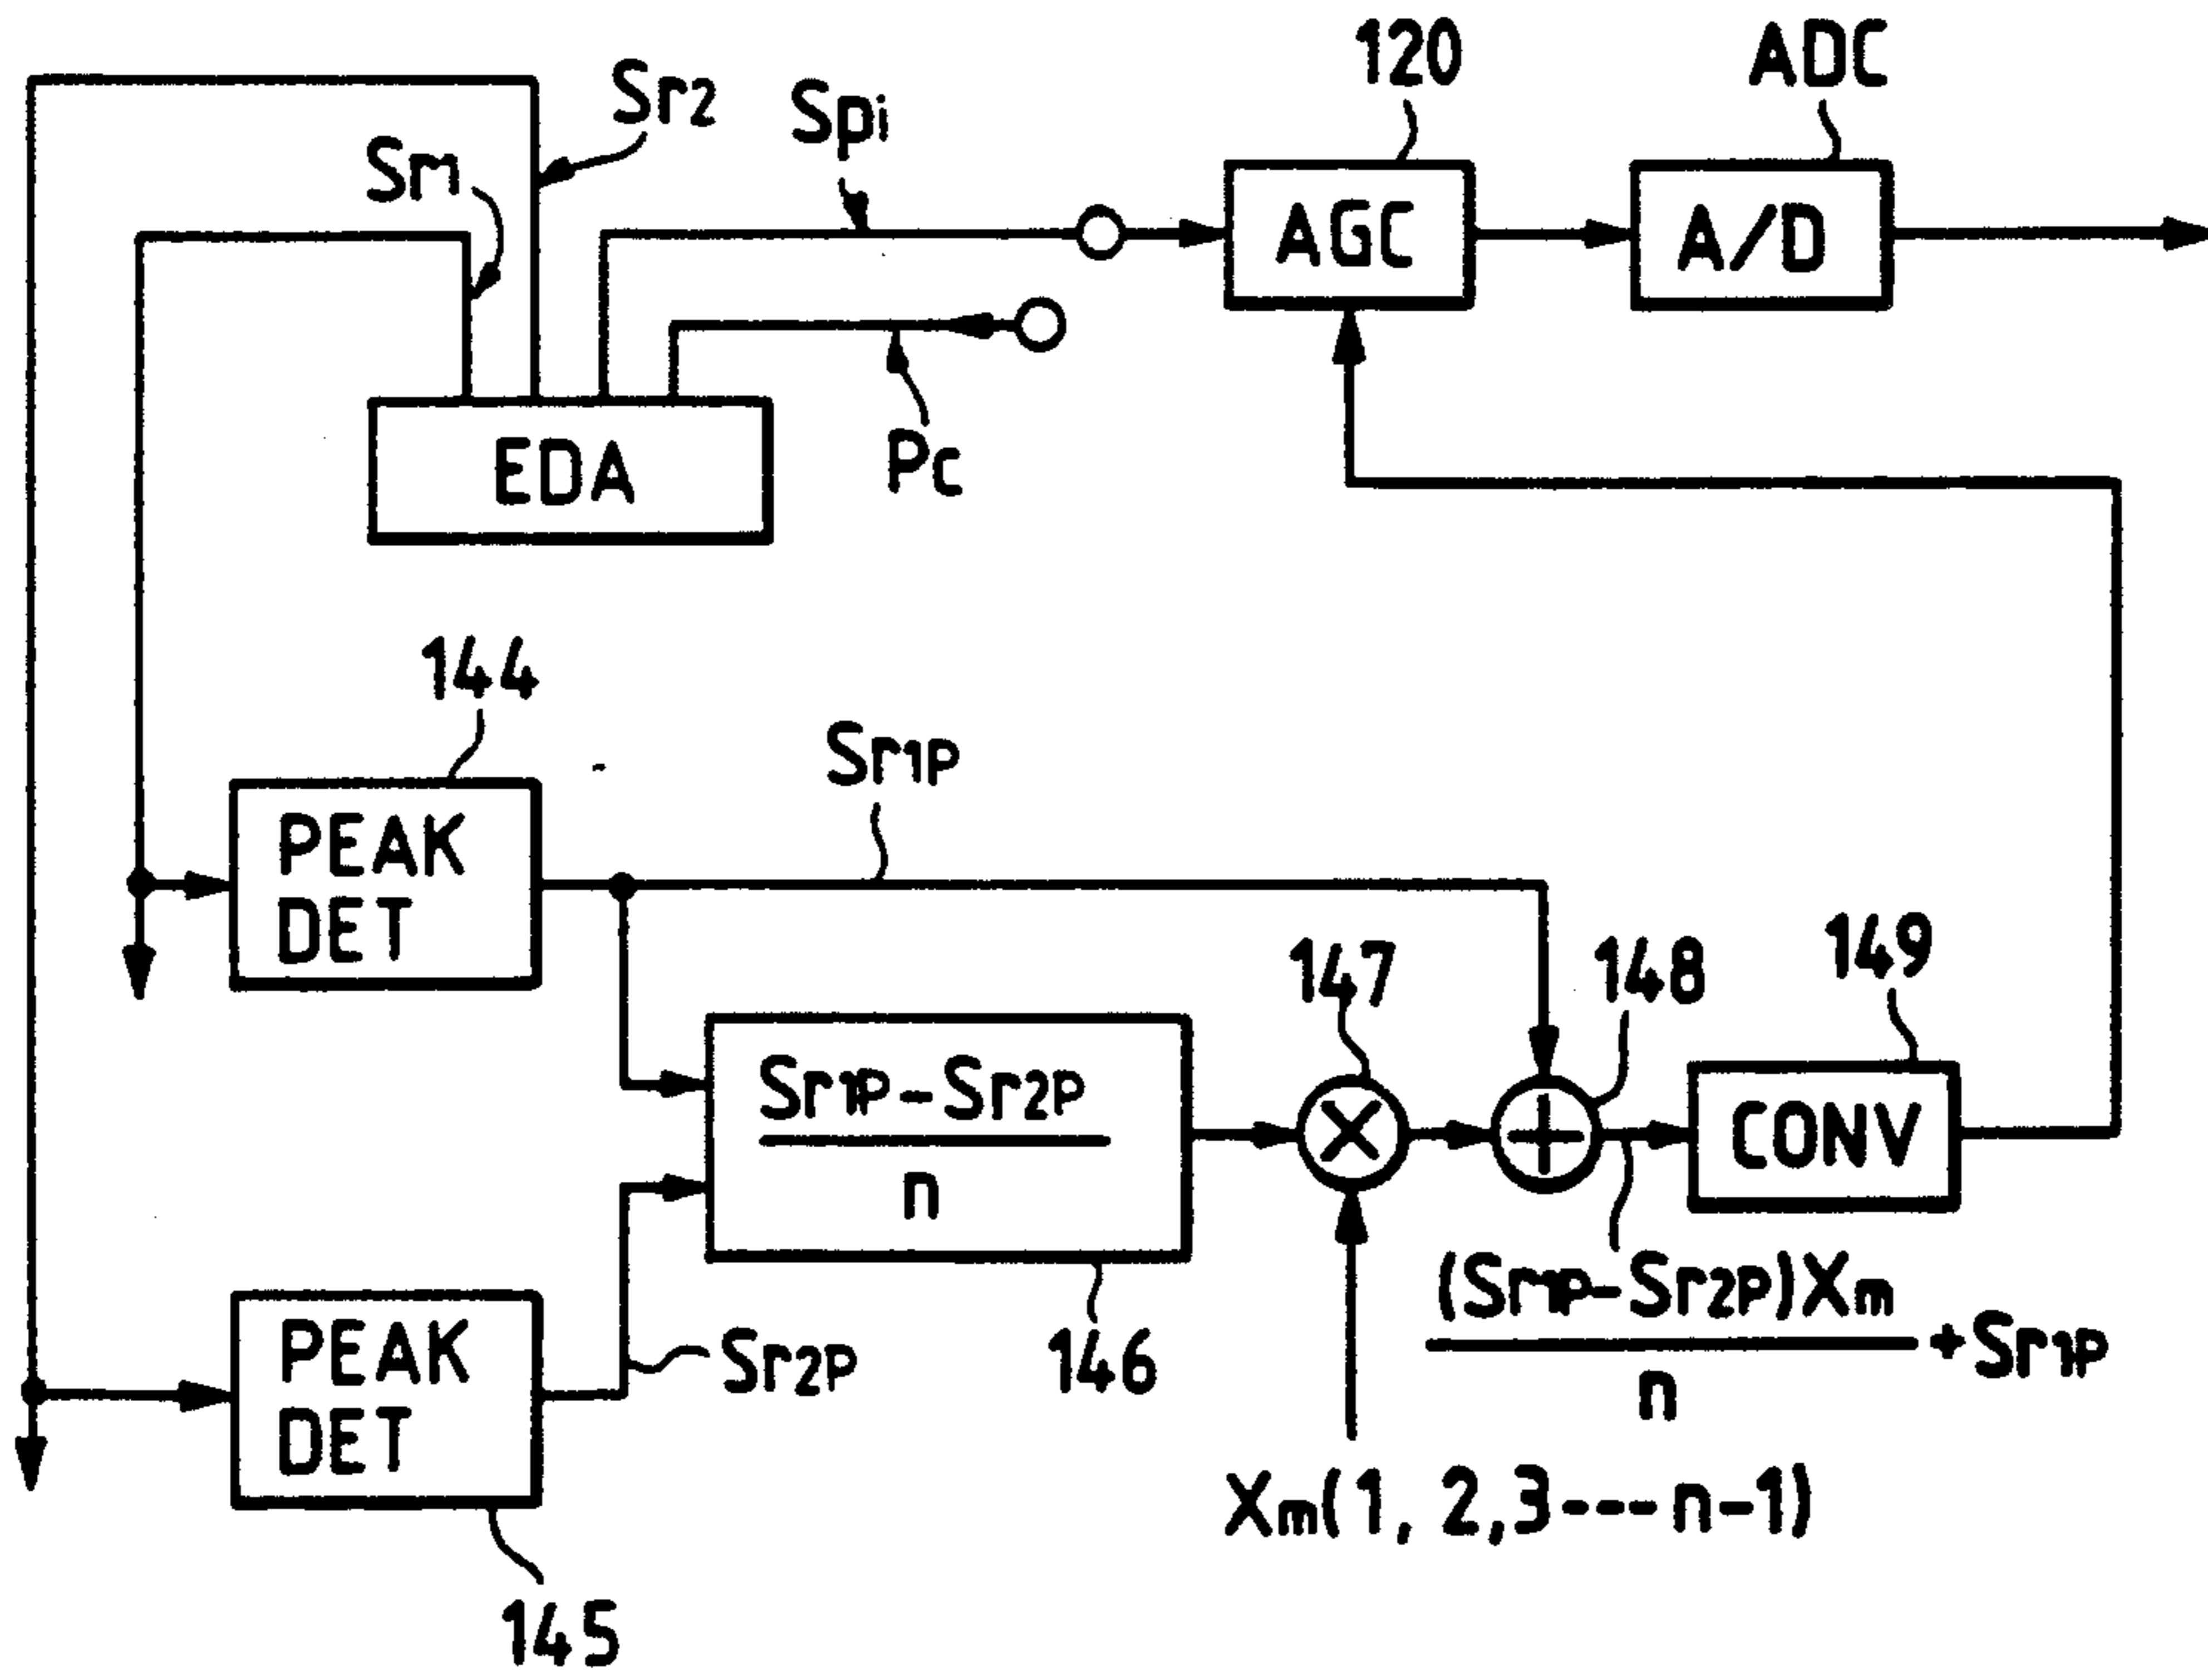 120
ADC
Sr2
Spi
Sr1
AGC
A/D
EDA
Pc
144
Sr1p
PEAK
DET
147
148
149
Sr1p-Sr2p
n
×
+
CONV
(Sr1p-Sr2p)Xm
n
+Sr1p
PEAK
DET
Sr2p
146
Xm(1, 2,3----n-1)
145